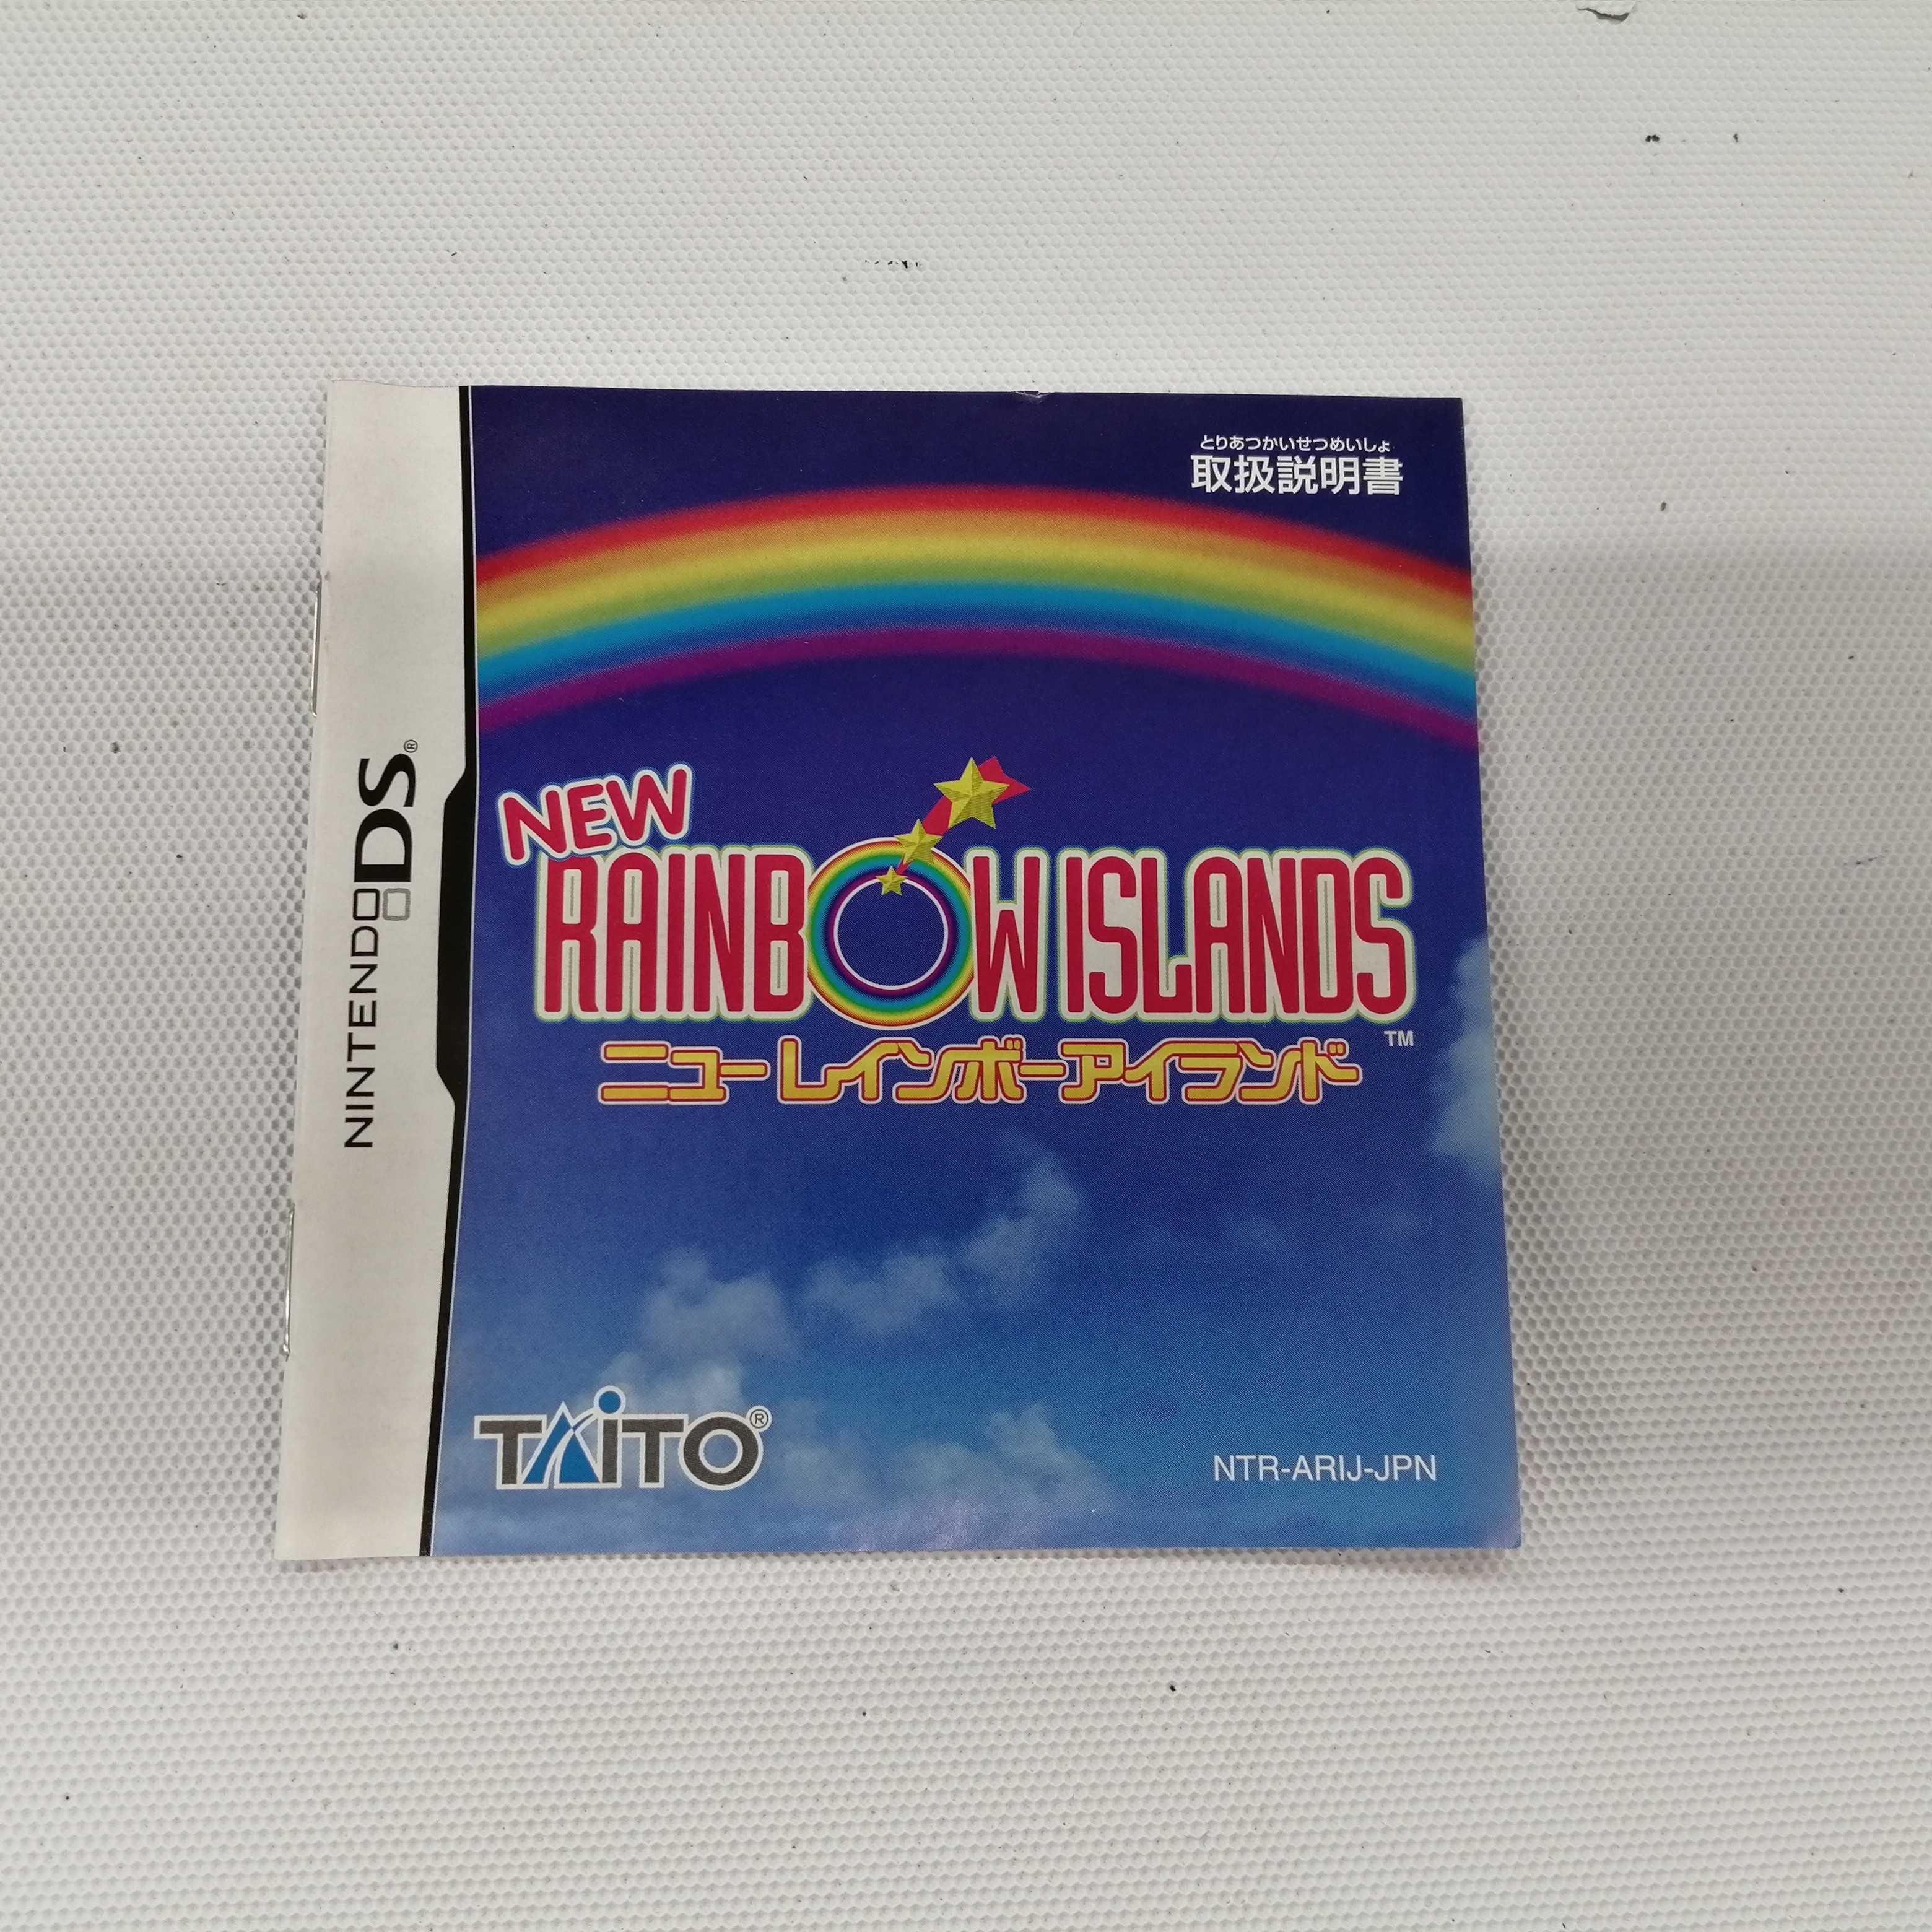 とりあつかいせつめいしょ
取扱説明書
NINTENDO DS®
NEW
RAINBOW ISLANDS
TM
ニューレインボーアイランド
TAITO®
NTR-ARIJ-JPN